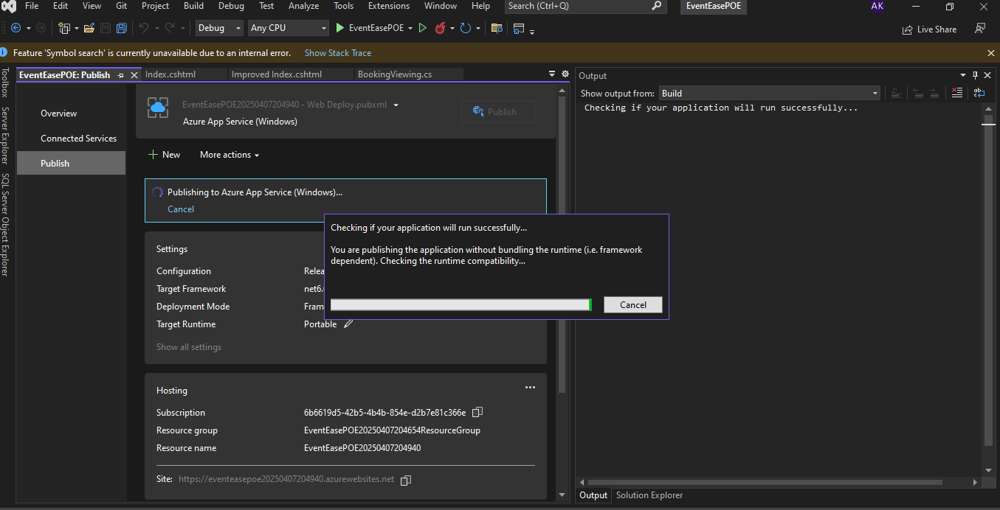 File Edit View Git Project Build Debug Test Analyze Tools Extensions Window Help Search (Ctrl+Q) EventEasePOE AK
Debug Any CPU EventEasePOE Live Share
Feature 'Symbol search' is currently unavailable due to an internal error. Show Stack Trace
Toolbox
Server Explorer
SQL Server Object Explorer
EventEasePOE: Publish Index.cshtml Improved Index.cshtml BookingViewing.cs
Overview
Connected Services
Publish
EventEasePOE20250407204940 - Web Deploy.pubxml
Azure App Service (Windows)
Publish
New More actions
Publishing to Azure App Service (Windows)...
Cancel
Settings
Configuration Relea
Target Framework net6.
Deployment Mode Fram
Target Runtime Portable
Show all settings
Checking if your application will run successfully...
You are publishing the application without bundling the runtime (i.e. framework
dependent). Checking the runtime compatibility...
Cancel
Hosting
Subscription 6b6619d5-42b5-4b4b-854e-d2b7e81c366e
Resource group EventEasePOE20250407204654ResourceGroup
Resource name EventEasePOE20250407204940
Site: https://eventeasepoe20250407204940.azurewebsites.net
Output
Show output from: Build
Checking if your application will run successfully...
Output Solution Explorer